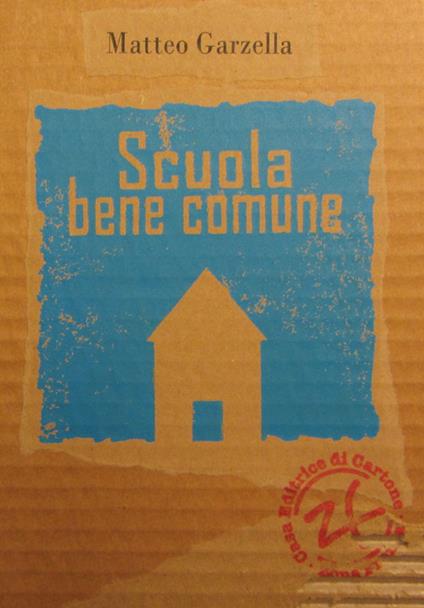 Matteo Garzella
Scuola
bene comune
Casa Editrice di Cartone